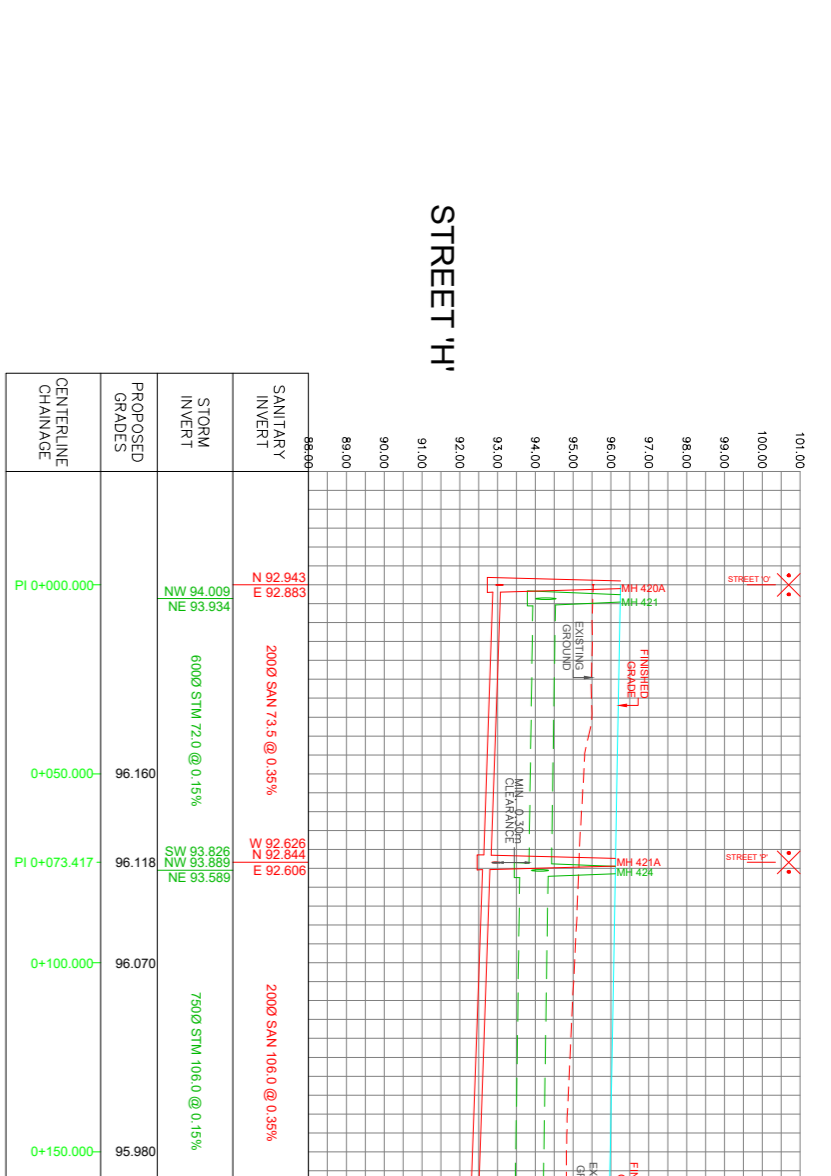 STREET 'H'
101.00
100.00
99.00
98.00
97.00
96.00
95.00
94.00
93.00
92.00
91.00
90.00
89.00
88.00
STREET 'O'
STREET 'P'
MH 420A
MH 421
FINISHED
GRADE
EXISTING
GROUND
MIN. 0.30m
CLEARANCE
MH 421A
MH 424
SANITARY
INVERT
N 92.943
E 92.883
200Ø SAN 73.5 @ 0.35%
W 92.626
N 92.844
E 92.606
200Ø SAN 106.0 @ 0.35%
STORM
INVERT
NW 94.009
NE 93.934
600Ø STM 72.0 @ 0.15%
SW 93.826
NW 93.889
NE 93.589
750Ø STM 106.0 @ 0.15%
PROPOSED
GRADES
96.160
96.118
96.070
95.980
CENTERLINE
CHAINAGE
PI 0+000.000
0+050.000
PI 0+073.417
0+100.000
0+150.000